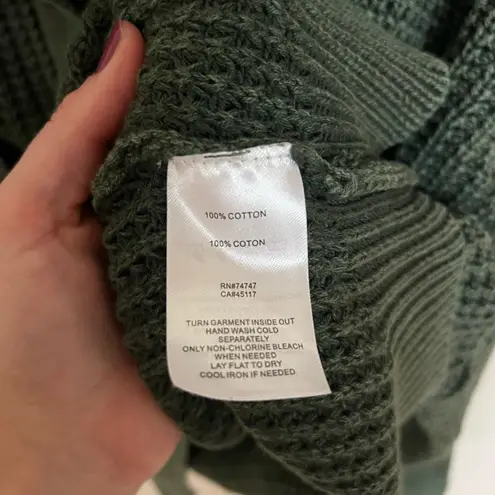 100% COTTON
100% COTON
RN#74747
CA#45117
TURN GARMENT INSIDE OUT
HAND WASH COLD
SEPARATELY
ONLY NON-CHLORINE BLEACH
WHEN NEEDED
LAY FLAT TO DRY
COOL IRON IF NEEDED